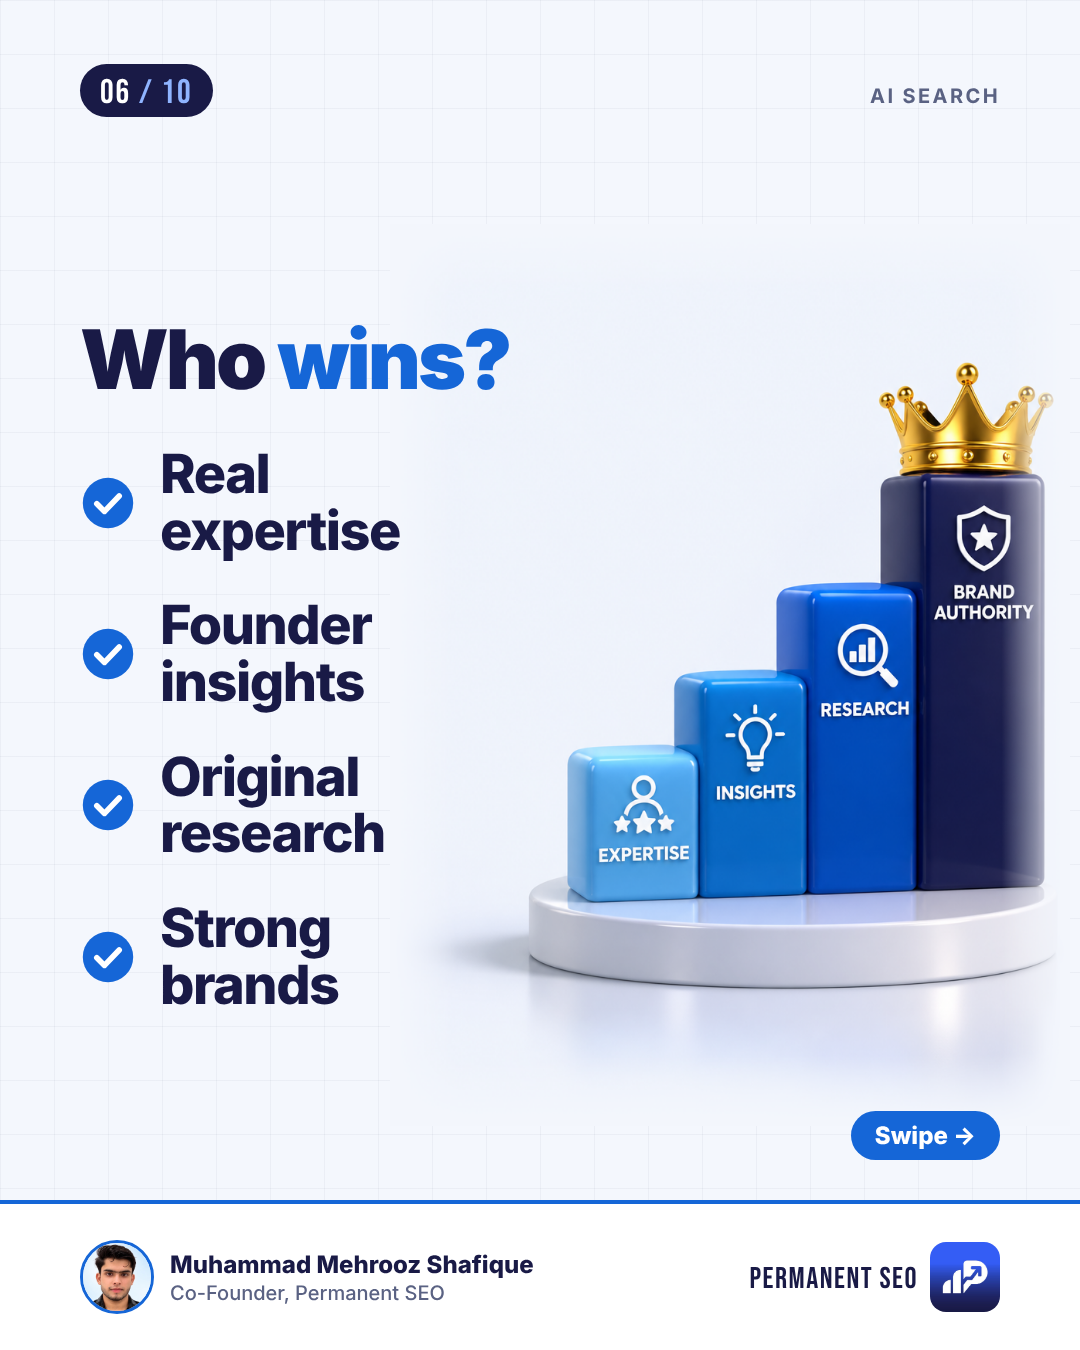 06 / 10
AI SEARCH
Who wins?
Real
expertise
Founder
insights
Original
research
Strong
brands
BRAND
AUTHORITY
RESEARCH
INSIGHTS
EXPERTISE
Swipe →
Muhammad Mehrooz Shafique
Co-Founder, Permanent SEO
PERMANENT SEO